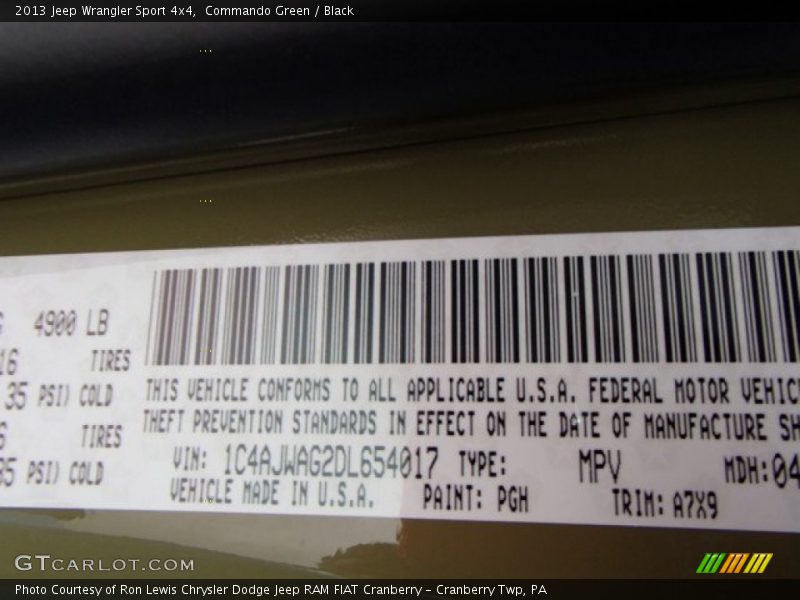 2013 Jeep Wrangler Sport 4x4, Commando Green / Black
4900 LB
16 TIRES
35 PSI) COLD
TIRES
35 PSI) COLD
THIS VEHICLE CONFORMS TO ALL APPLICABLE U.S.A. FEDERAL MOTOR VEHIC
THEFT PREVENTION STANDARDS IN EFFECT ON THE DATE OF MANUFACTURE SH
VIN: 1C4AJWAG2DL654017 TYPE: MPV MDH:04
VEHICLE MADE IN U.S.A. PAINT: PGH TRIM: A7X9
GTCARLOT.COM
Photo Courtesy of Ron Lewis Chrysler Dodge Jeep RAM FIAT Cranberry – Cranberry Twp, PA